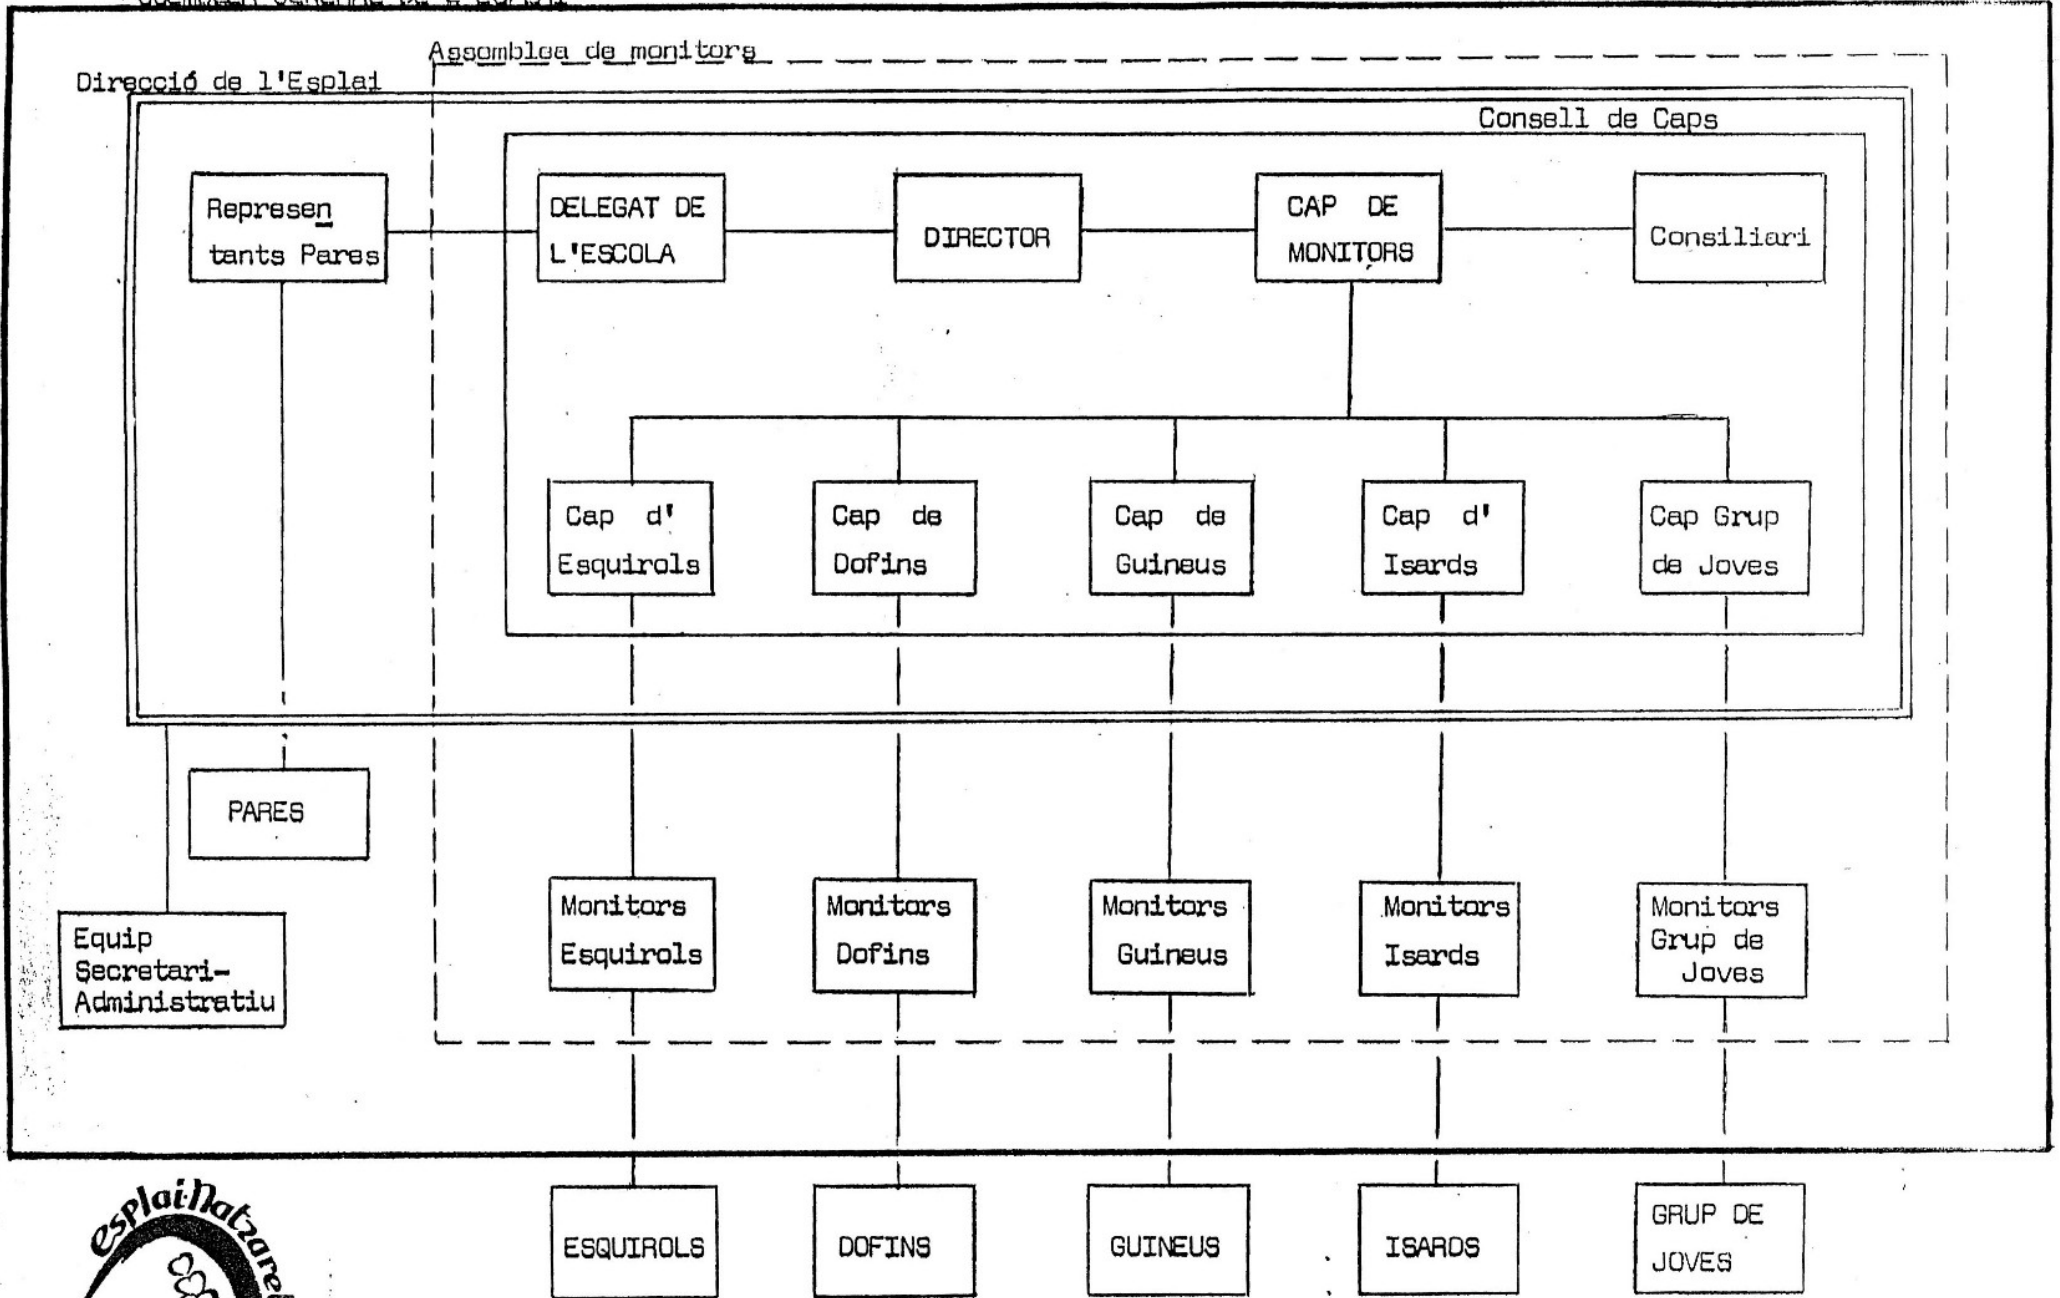 Assemblea de monitors
Direcció de l'Esplai
Consell de Caps
Represen
tants Pares
DELEGAT DE
L'ESCOLA
DIRECTOR
CAP DE
MONITORS
Consiliari
Cap d'
Esquirols
Cap de
Dofins
Cap de
Guineus
Cap d'
Isards
Cap Grup
de Joves
PARES
Equip
Secretari-
Administratiu
Monitors
Esquirols
Monitors
Dofins
Monitors
Guineus
Monitors
Isards
Monitors
Grup de
Joves
esplai·Natzaret
ESQUIROLS
DOFINS
GUINEUS
ISARDS
GRUP DE
JOVES